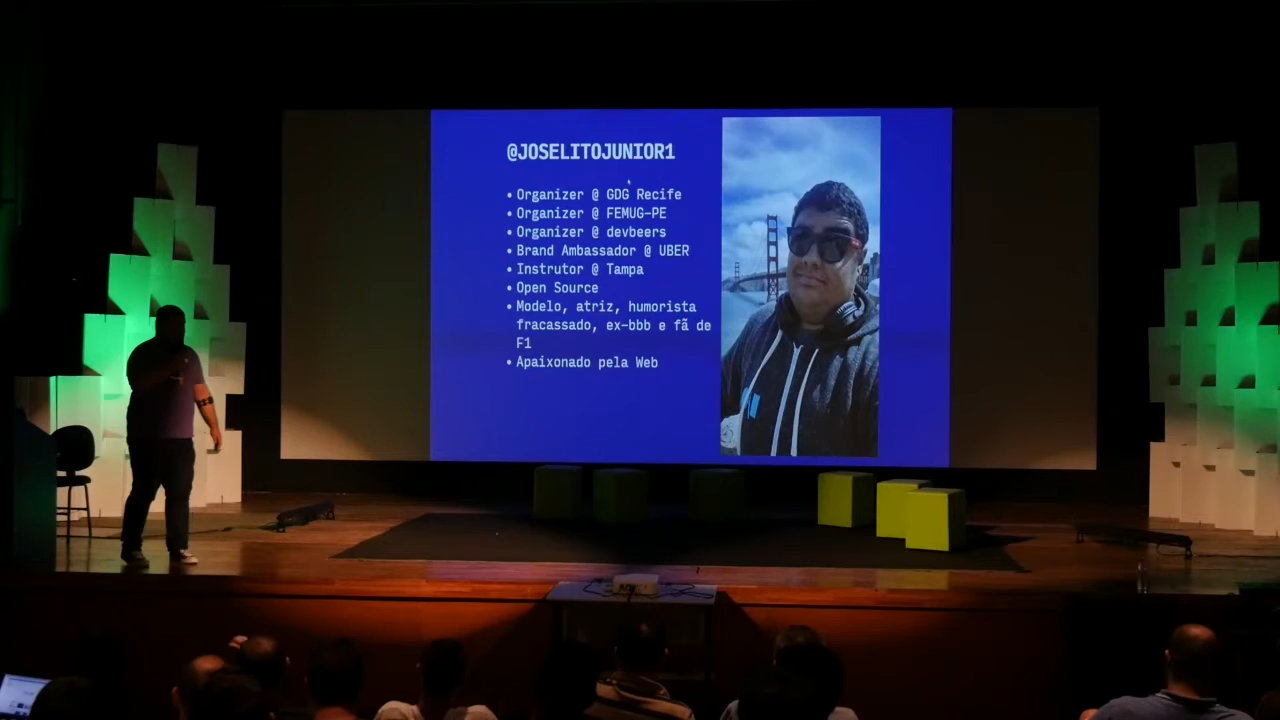 @JOSELITOJUNIOR1
• Organizer @ GDG Recife
• Organizer @ FEMUG-PE
• Organizer @ devbeers
• Brand Ambassador @ UBER
• Instrutor @ Tampa
• Open Source
• Modelo, atriz, humorista
fracassado, ex-bbb e fã de
F1
• Apaixonado pela Web